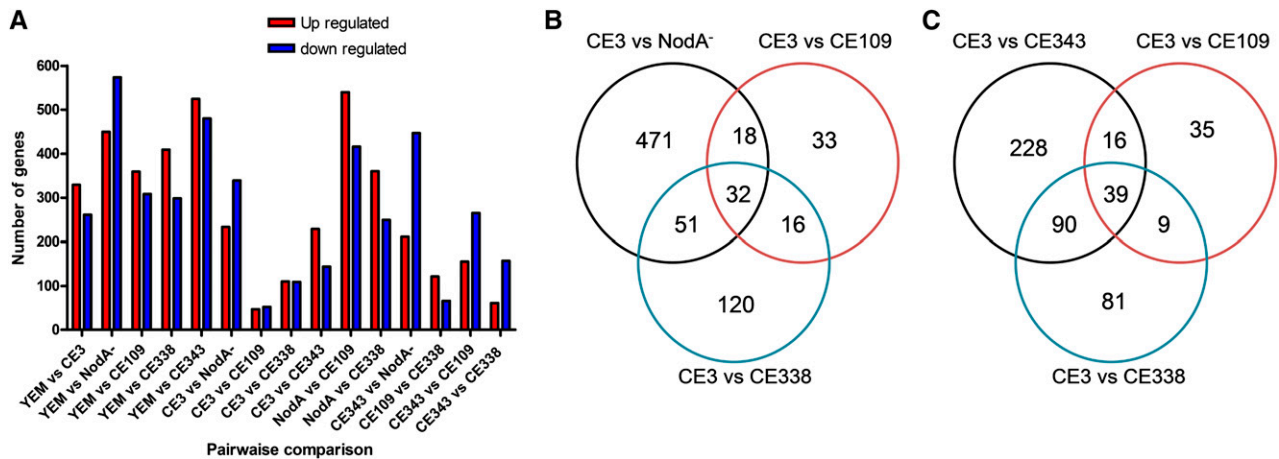 A
Up regulated
down regulated
Number of genes
600
500
400
300
200
100
0
YEM vs CE3
YEM vs NodA-
YEM vs CE109
YEM vs CE338
YEM vs CE343
CE3 vs NodA-
CE3 vs CE109
CE3 vs CE338
CE3 vs CE343
NodA vs CE109
NodA vs CE338
CE343 vs NodA-
CE109 vs CE338
CE343 vs CE109
CE343 vs CE338
Pairwaise comparison
B
CE3 vs NodA-
CE3 vs CE109
471
18
33
32
51
16
120
CE3 vs CE338
C
CE3 vs CE343
CE3 vs CE109
228
16
35
39
90
9
81
CE3 vs CE338